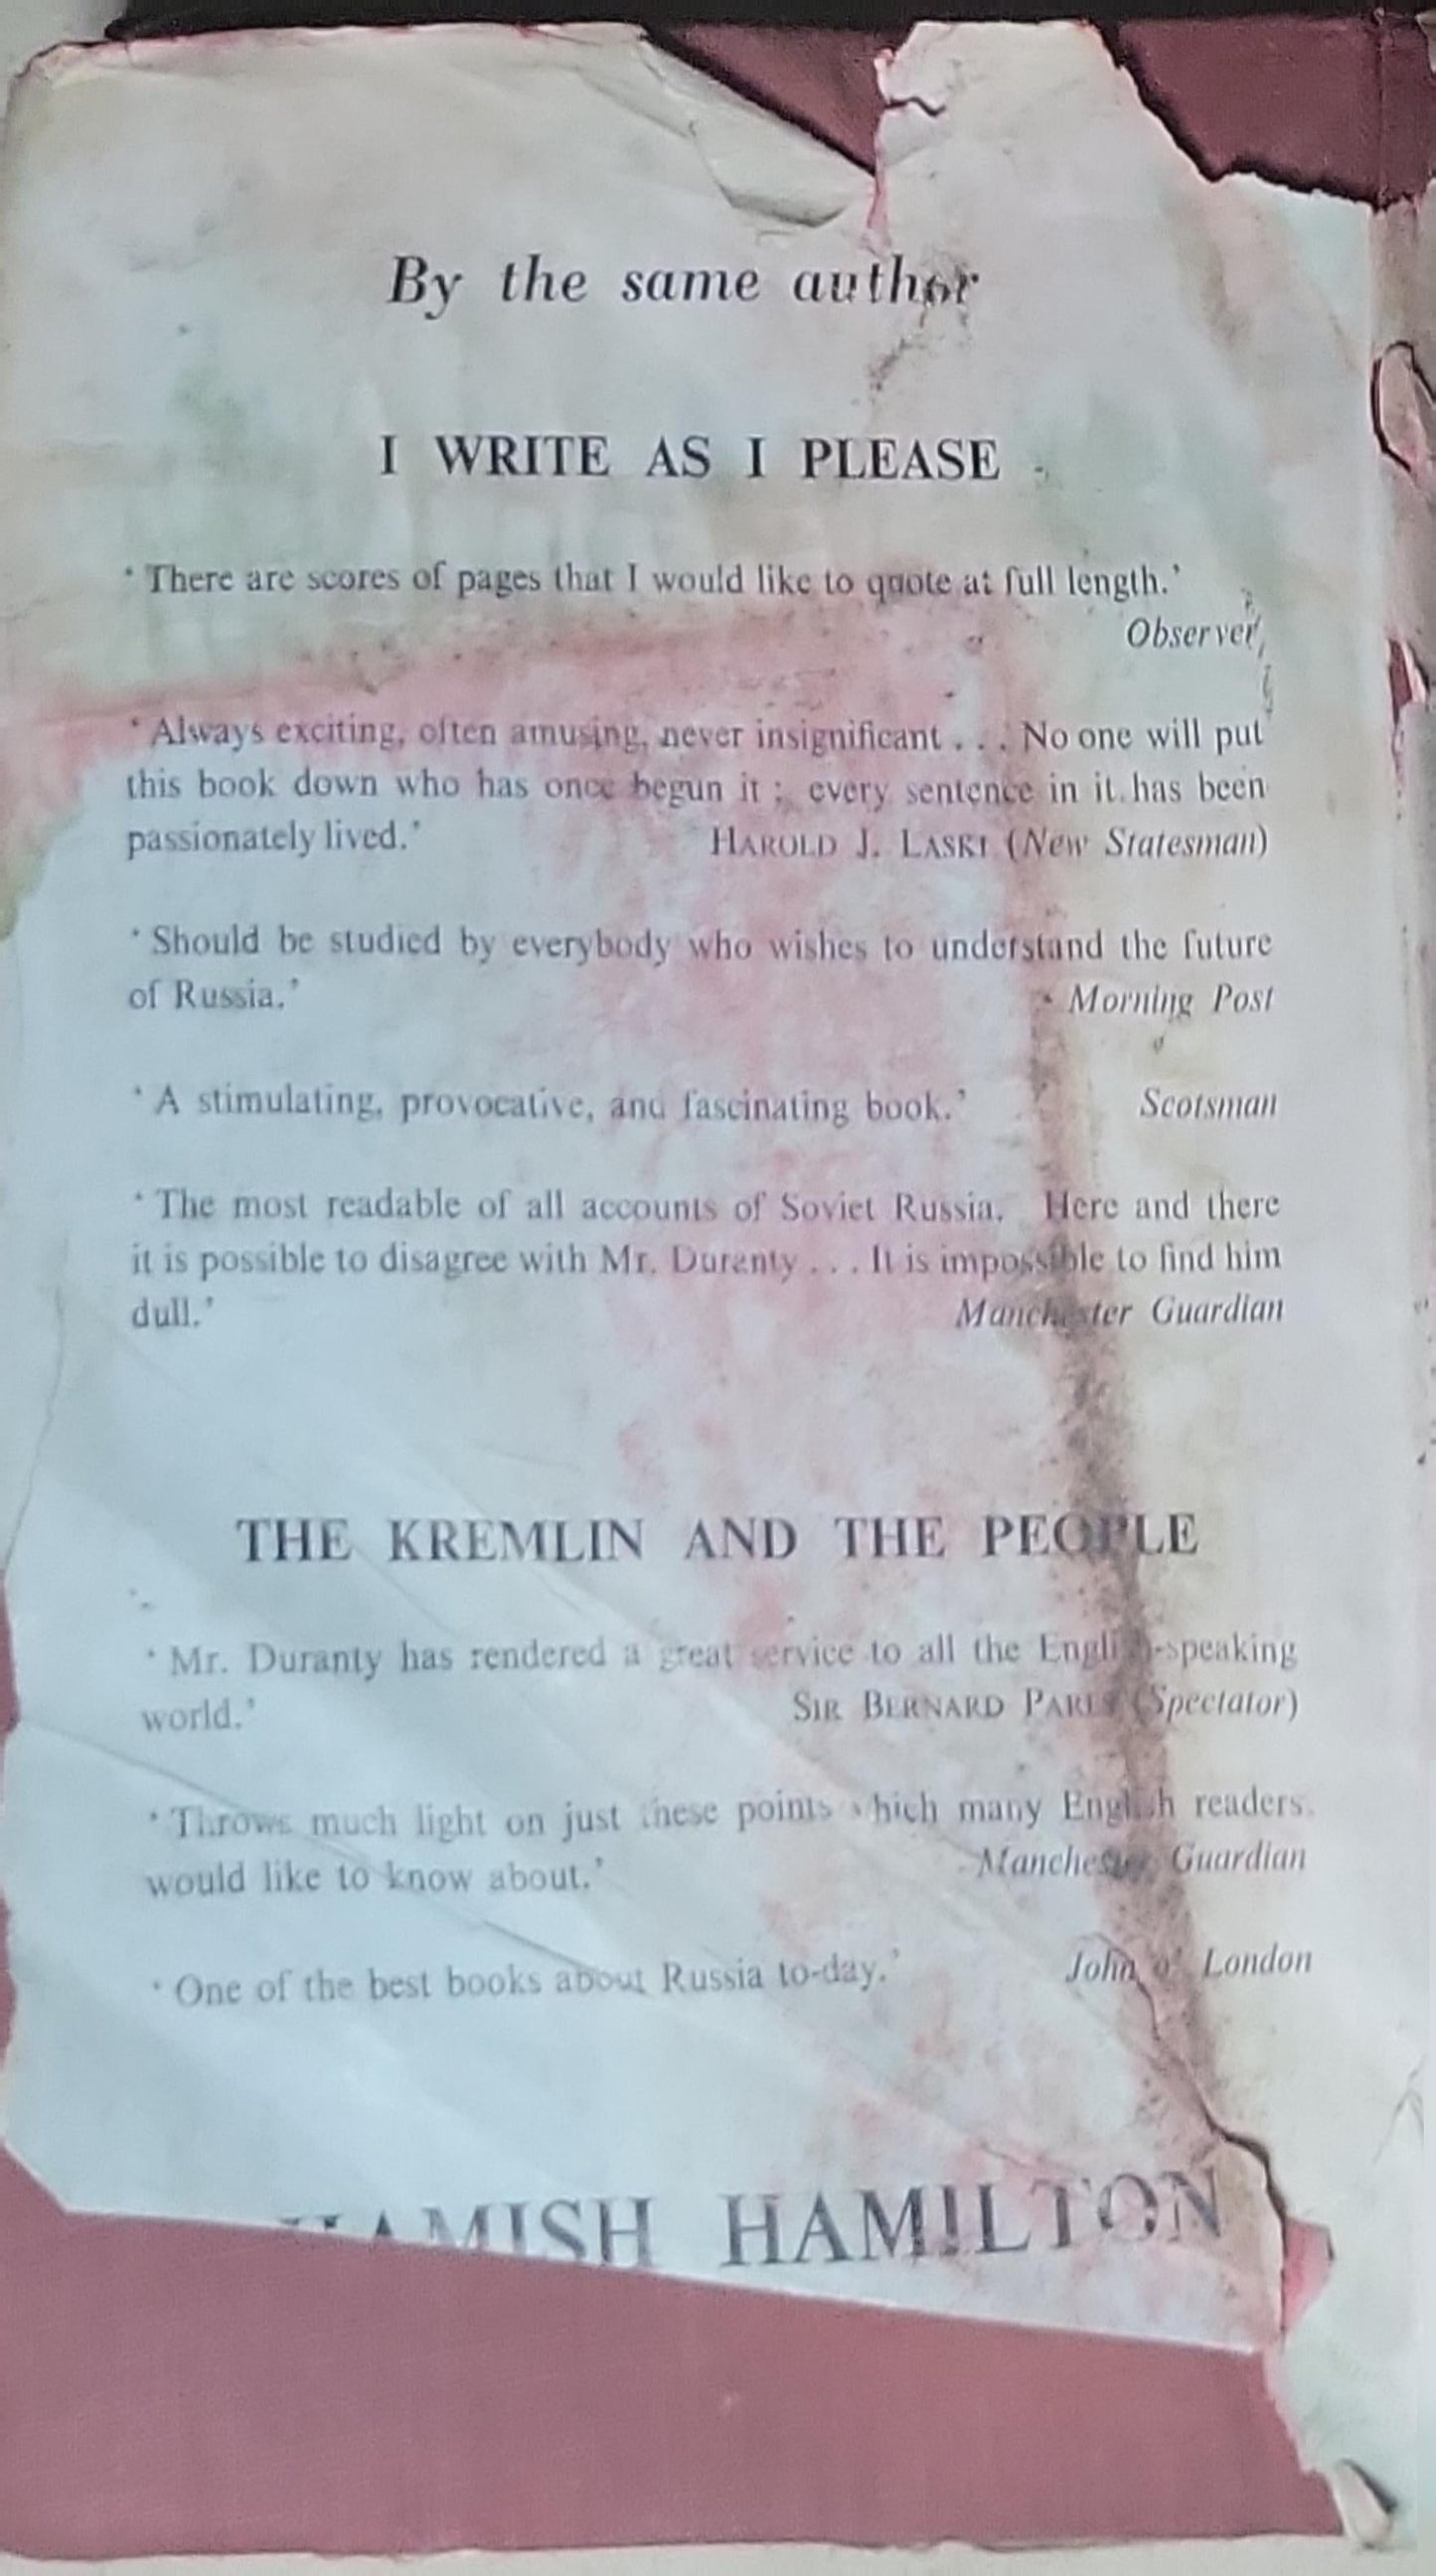 By the same author
I WRITE AS I PLEASE
‘There are scores of pages that I would like to quote at full length.’
Observer
‘Always exciting, often amusing, never insignificant . . . No one will put
this book down who has once begun it ; every sentence in it has been
passionately lived.’ HAROLD J. LASKI (New Statesman)
‘Should be studied by everybody who wishes to understand the future
of Russia.’ Morning Post
‘A stimulating, provocative, and fascinating book.’ Scotsman
‘The most readable of all accounts of Soviet Russia. Here and there
it is possible to disagree with Mr. Duranty . . . It is impossible to find him
dull.’ Manchester Guardian
THE KREMLIN AND THE PEOPLE
‘Mr. Duranty has rendered a great service to all the English-speaking
world.’ SIR BERNARD PARES (Spectator)
‘Throws much light on just these points which many English readers
would like to know about.’ Manchester Guardian
‘One of the best books about Russia to-day.’ John o' London
HAMISH HAMILTON